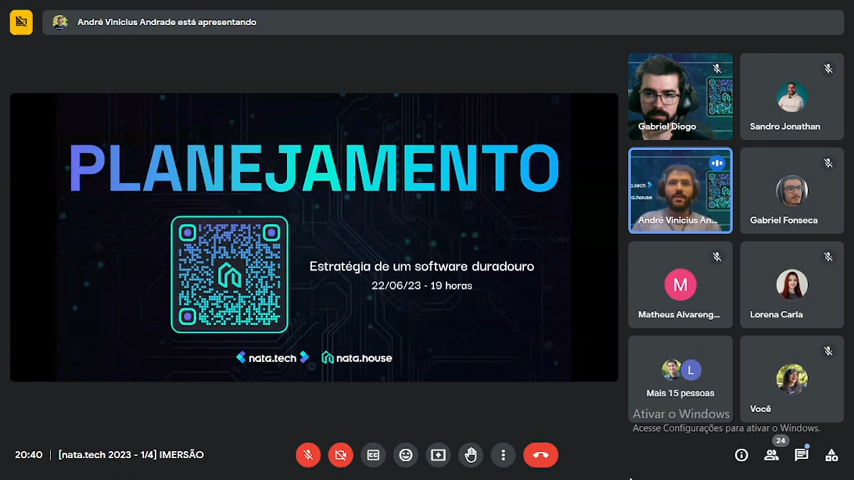 André Vinicius Andrade está apresentando
PLANEJAMENTO
Estratégia de um software duradouro
22/06/23 - 19 horas
nata.tech
nata.house
Gabriel Diogo
Sandro Jonathan
André Vinicius An...
Gabriel Fonseca
M
Matheus Alvareng...
Lorena Carla
L
Mais 15 pessoas
Você
Ativar o Windows
Acesse Configurações para ativar o Windows.
20:40
[nata.tech 2023 - 1/4] IMERSÃO
24